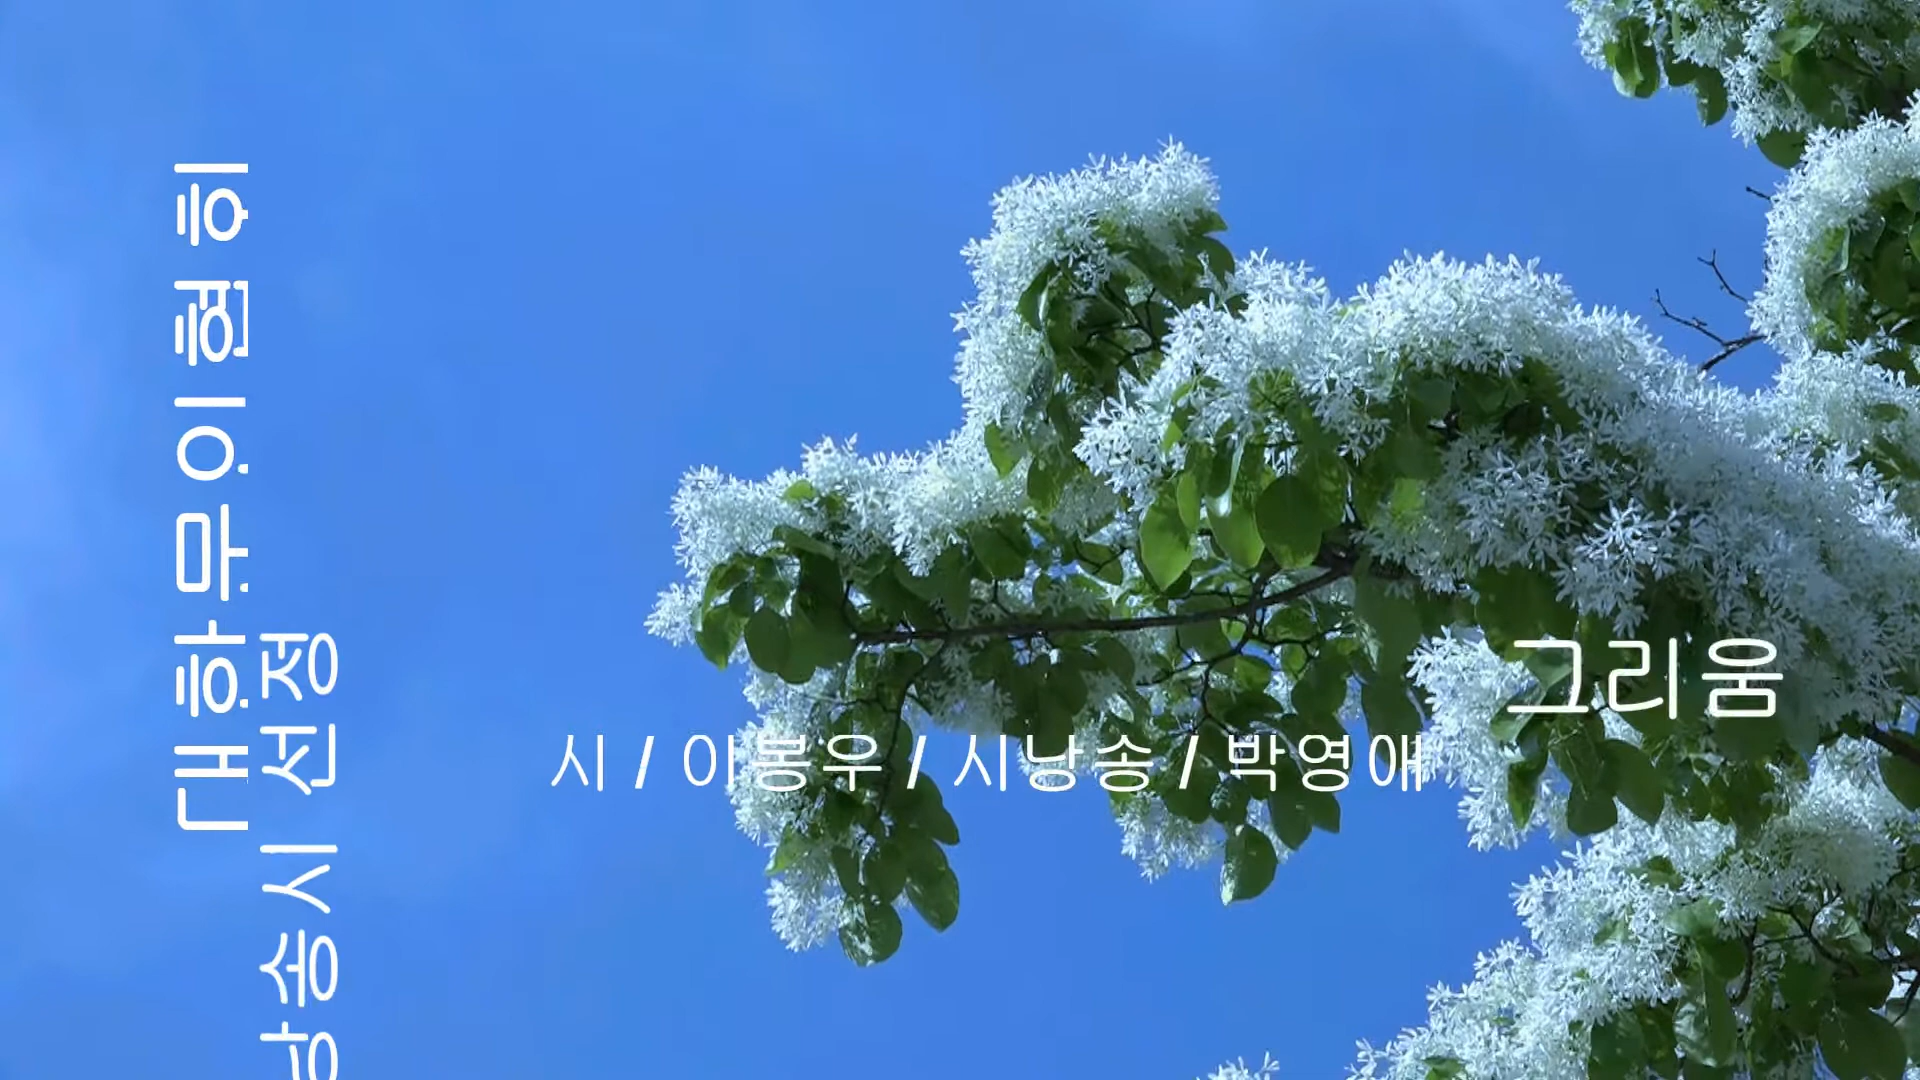 대한문인협회
낭송시 선정
그리움
시 / 이봉우 / 시낭송 / 박영애